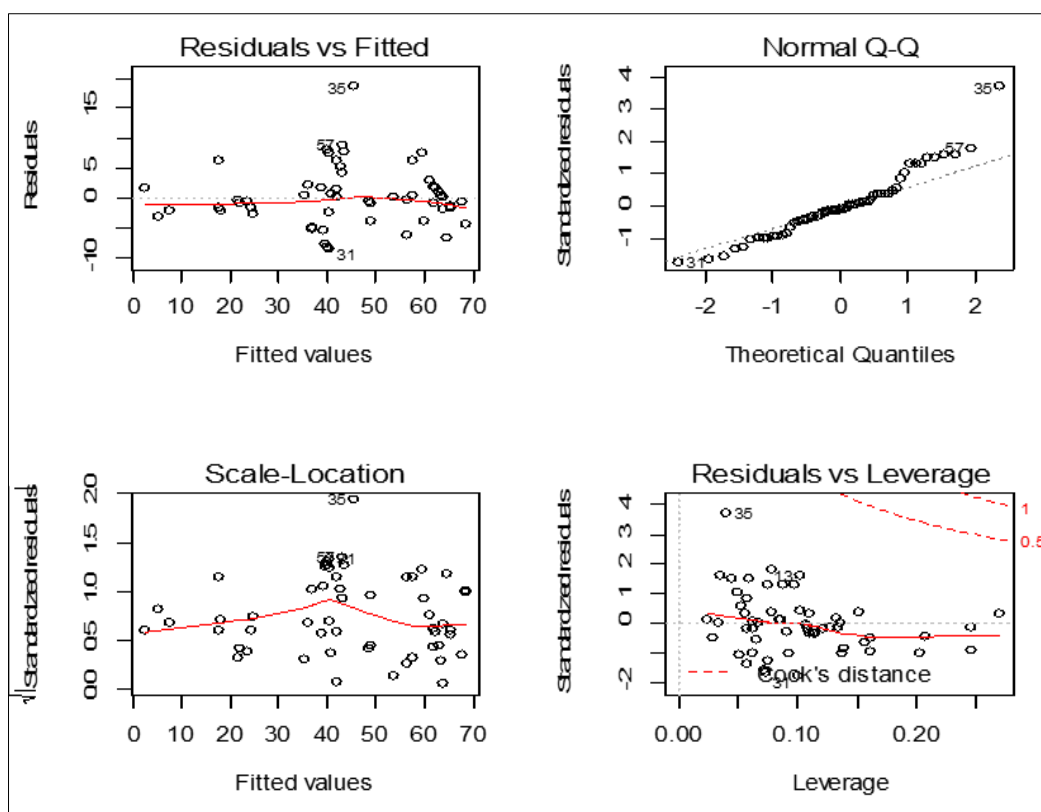 Residuals vs Fitted
Residuals
-10
0
5
15
35
57
31
0 10 20 30 40 50 60 70
Fitted values
Normal Q-Q
Standardized residuals
-1
0
1
2
3
4
35
57
31
-2 -1 0 1 2
Theoretical Quantiles
Scale-Location
√|Standardized residuals|
0.0
0.5
1.0
1.5
2.0
35
57
31
0 10 20 30 40 50 60 70
Fitted values
Residuals vs Leverage
Standardized residuals
-2
0
1
2
3
4
35
13
31
1
0.5
Cook's distance
0.00 0.10 0.20
Leverage